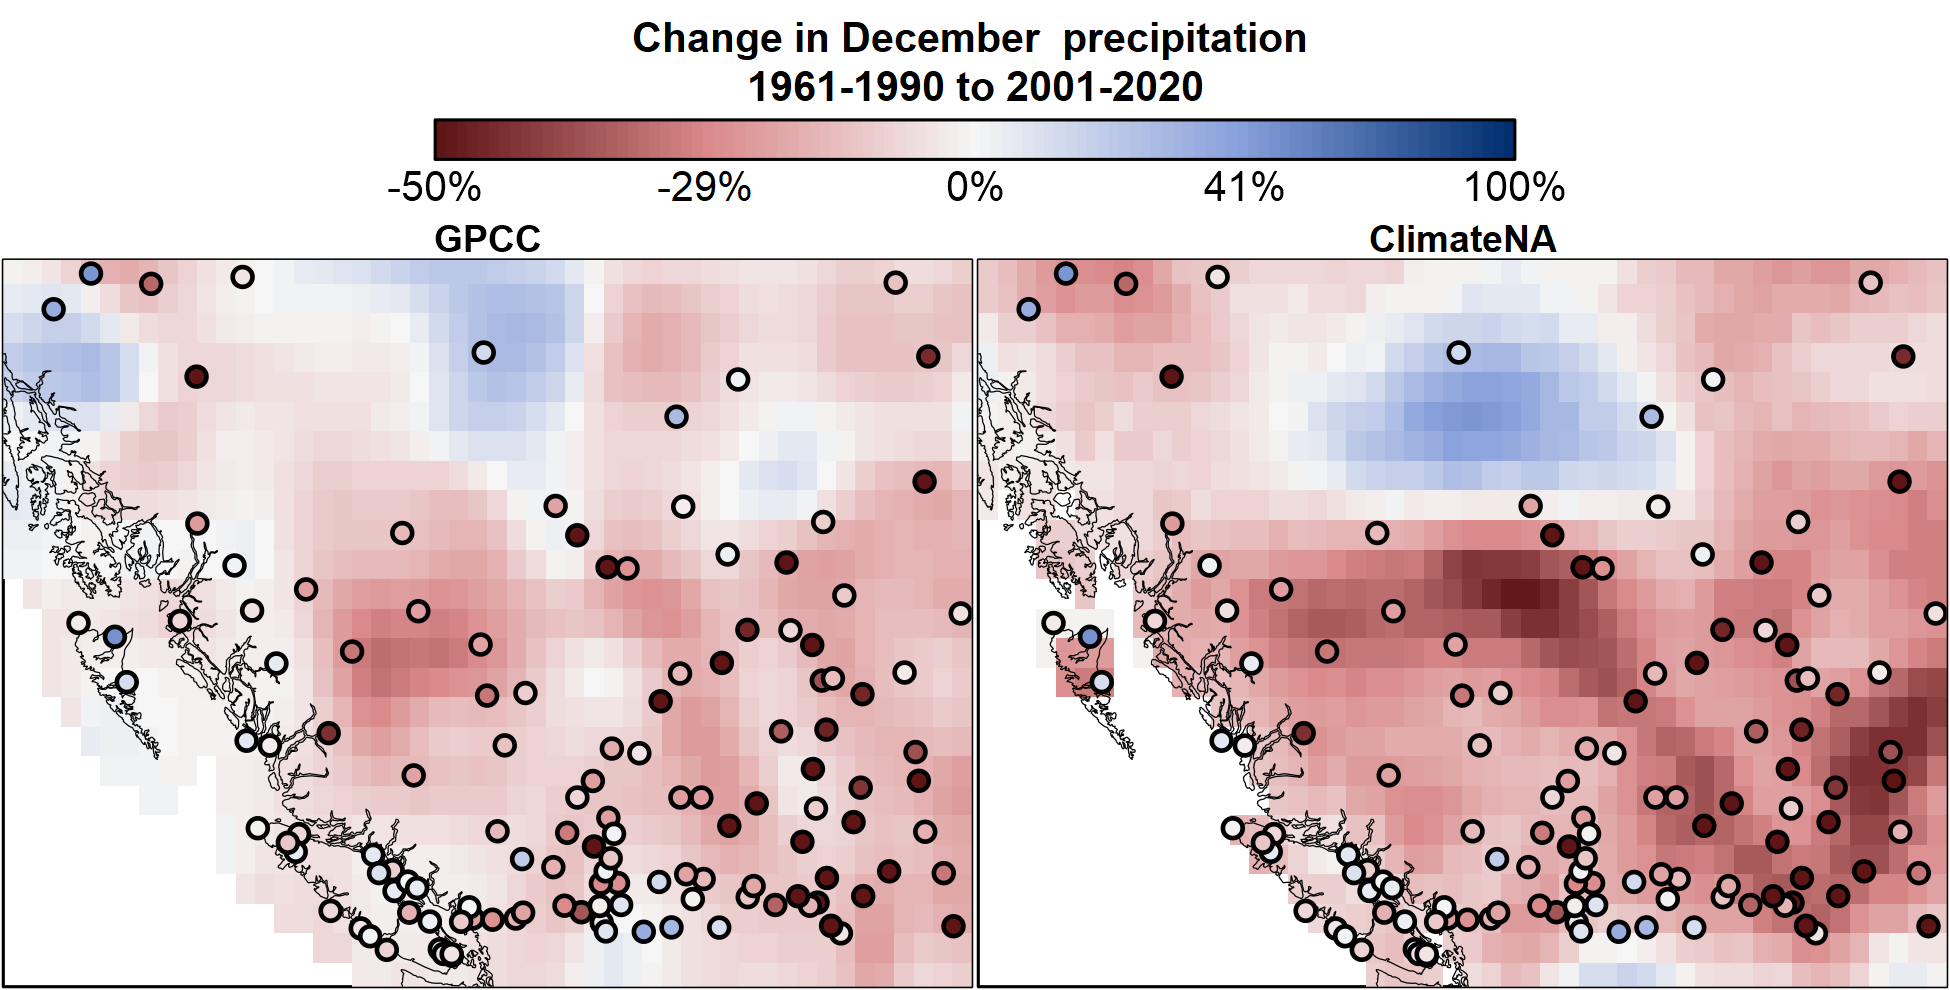 Change in December  precipitation
1961-1990 to 2001-2020
-50% -29% 0% 41% 100%
GPCC ClimateNA